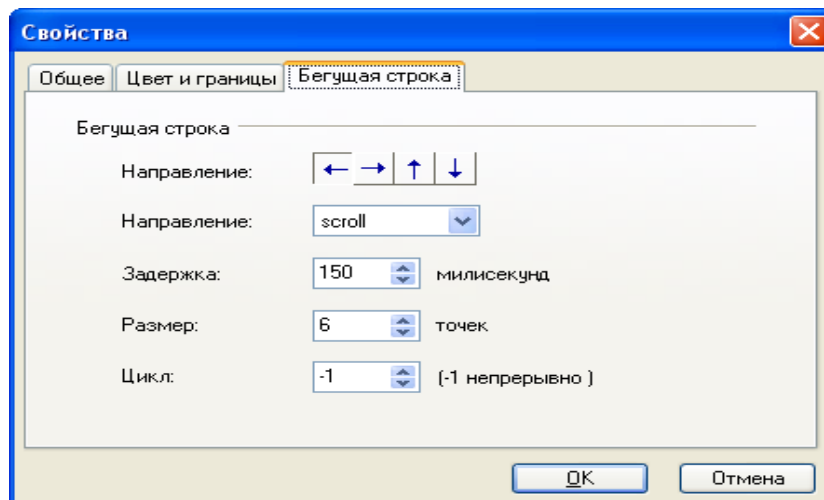 Свойства
Общее Цвет и границы Бегущая строка
Бегущая строка
Направление:
Направление: scroll
Задержка: 150 милисекунд
Размер: 6 точек
Цикл: -1 (-1 непрерывно )
OK Отмена